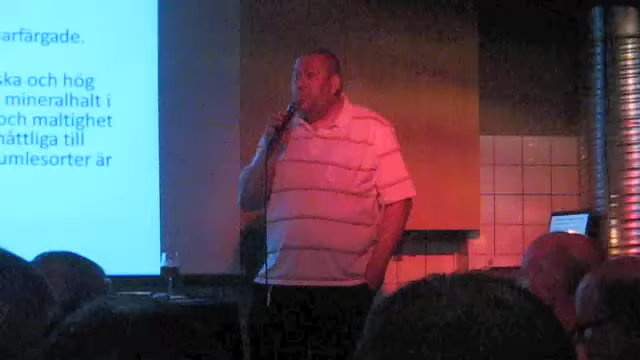 arfärgade.
ska och hög
mineralhalt i
och maltighet
måttliga till
umlesorter är